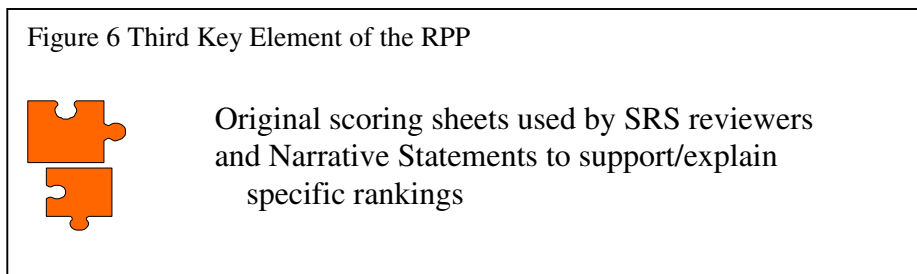 Figure 6 Third Key Element of the RPP
Original scoring sheets used by SRS reviewers
and Narrative Statements to support/explain
specific rankings